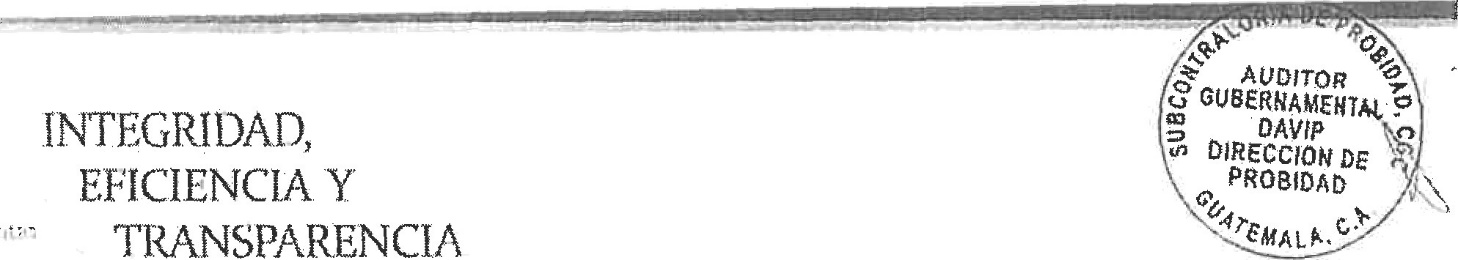 INTEGRIDAD,
EFICIENCIA Y
TRANSPARENCIA
SUBCONTRALORIA DE PROBIDAD, CGC
AUDITOR
GUBERNAMENTAL
DAVIP
DIRECCION DE
PROBIDAD
GUATEMALA, C.A